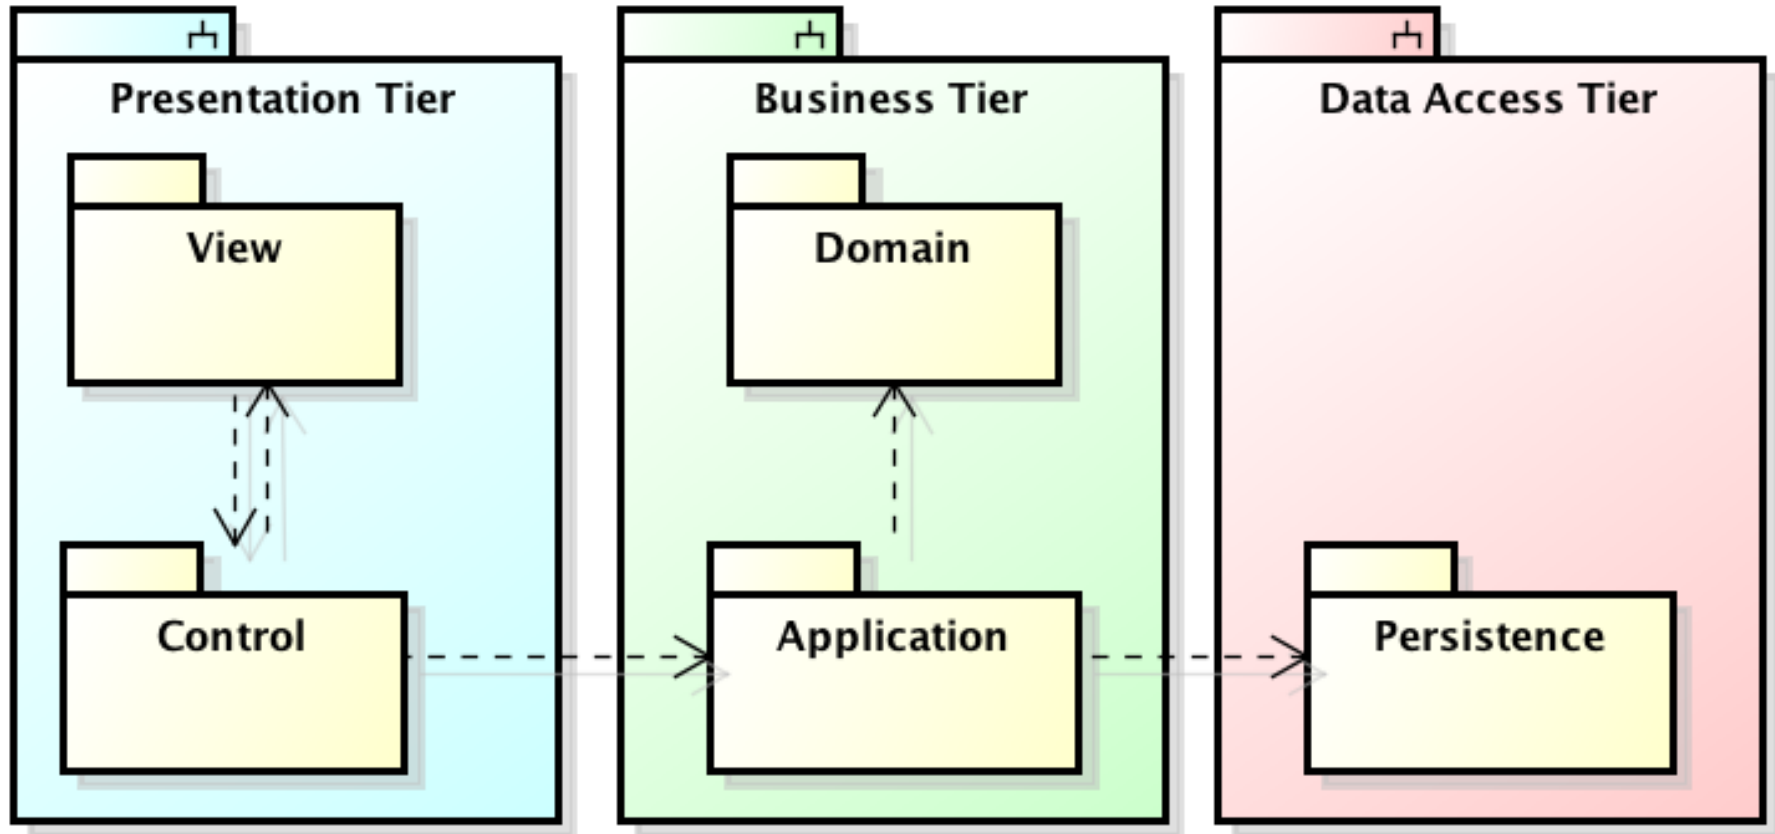 Presentation Tier
View
Control
Business Tier
Domain
Application
Data Access Tier
Persistence